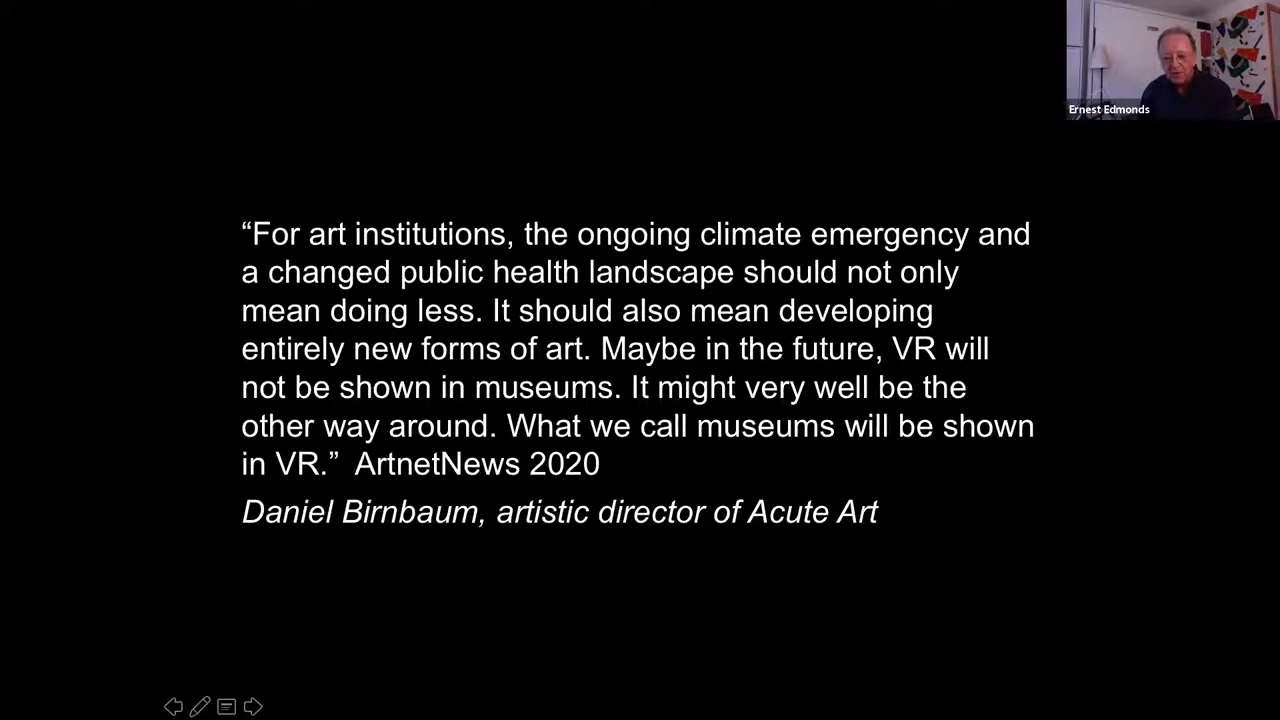 Ernest Edmonds
“For art institutions, the ongoing climate emergency and
a changed public health landscape should not only
mean doing less. It should also mean developing
entirely new forms of art. Maybe in the future, VR will
not be shown in museums. It might very well be the
other way around. What we call museums will be shown
in VR.”  ArtnetNews 2020
Daniel Birnbaum, artistic director of Acute Art